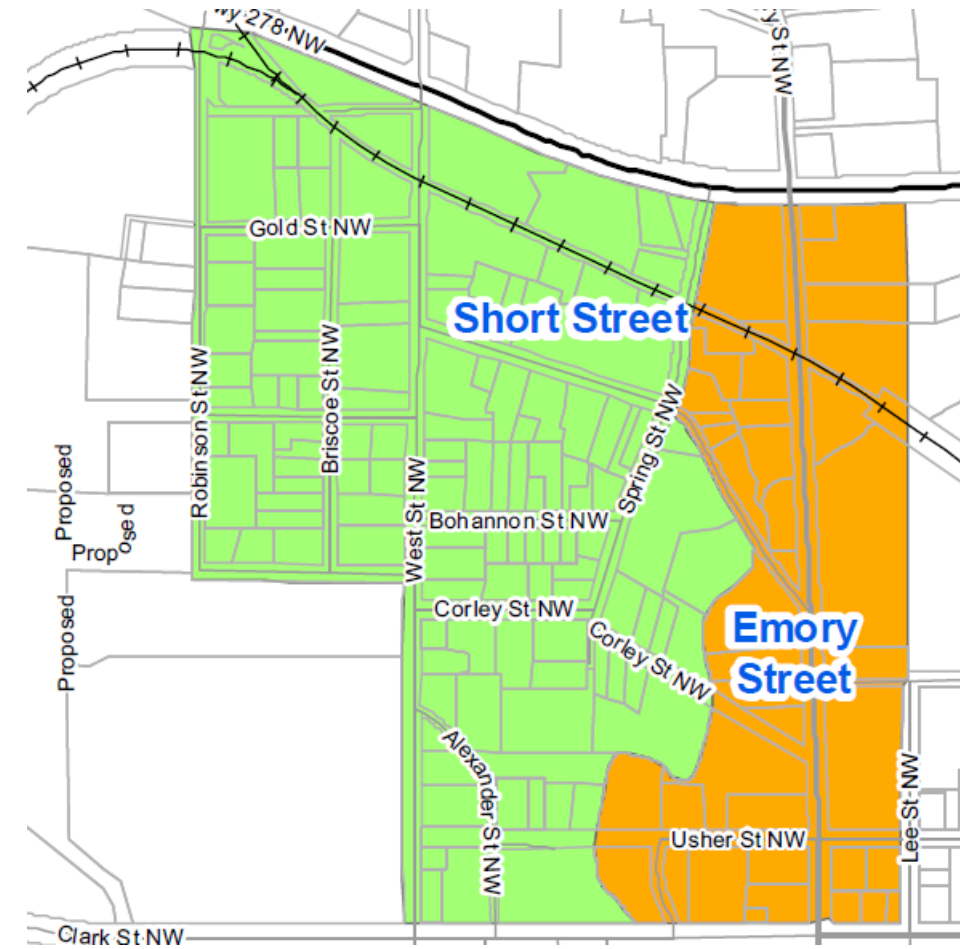 278 NW
y St NW
Gold St NW
Short Street
Robinson St NW
Briscoe St NW
Spring St NW
Proposed
West St NW
Bohannon St NW
Proposed
Proposed
Corley St NW
Corley St NW
Emory
Street
Alexander St NW
Lee St NW
Usher St NW
Clark St NW